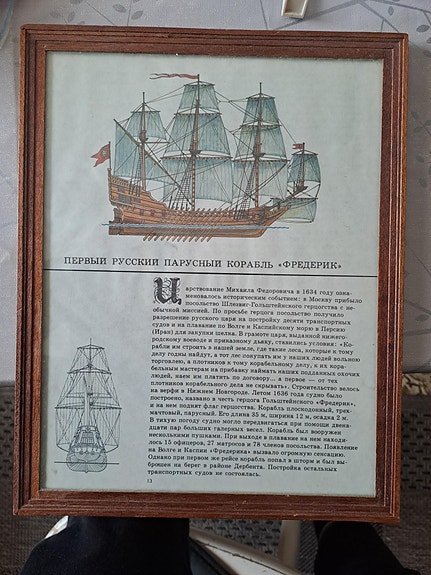 ПЕРВЫЙ РУССКИЙ ПАРУСНЫЙ КОРАБЛЬ «ФРЕДЕРИК»
Царствование Михаила Федоровича в 1634 году озна-
меновалось историческим событием: в Москву прибыло
посольство Шлезвиг-Гольштейнского герцогства с не-
обычной миссией. По просьбе герцога посольство получило
разрешение русского царя на постройку десяти транспортных
судов и на плавание по Волге и Каспийскому морю в Персию
(Иран) для закупки шелка. В грамоте царя, выданной нижего-
родскому воеводе и приказному дьяку, ставились условия: «Ко-
рабли им строить в нашей земле, где такие леса, которые к тому
делу годны найдут, а тот лес покупать им у наших людей вольною
торговлею, а плотников к тому корабельному делу, к их кора-
бельным мастерам на прибавку наймать наших подданных охочих
людей, наем им платить по договору... а первое — от тех
плотников корабельного дела не скрывать». Строительство велось
на верфи в Нижнем Новгороде. Летом 1636 года судно было
построено, названо в честь герцога Гольштейнского «Фредерик»,
и на нем поднят флаг герцогства. Корабль плоскодонный, трех-
мачтовый, парусный. Его длина 35 м, ширина 12 м, осадка 2 м.
В тихую погоду судно могло передвигаться при помощи двена-
дцати пар больших галерных весел. Корабль был вооружен
несколькими пушками. При выходе в плавание на нем находи-
лось 15 офицеров, 27 матросов и 78 членов посольства. Появление
на Волге и Каспии «Фредерика» вызвало огромную сенсацию.
Однако при первом же рейсе корабль попал в шторм и был вы-
брошен на берег в районе Дербента. Постройка остальных
транспортных судов не состоялась.
13